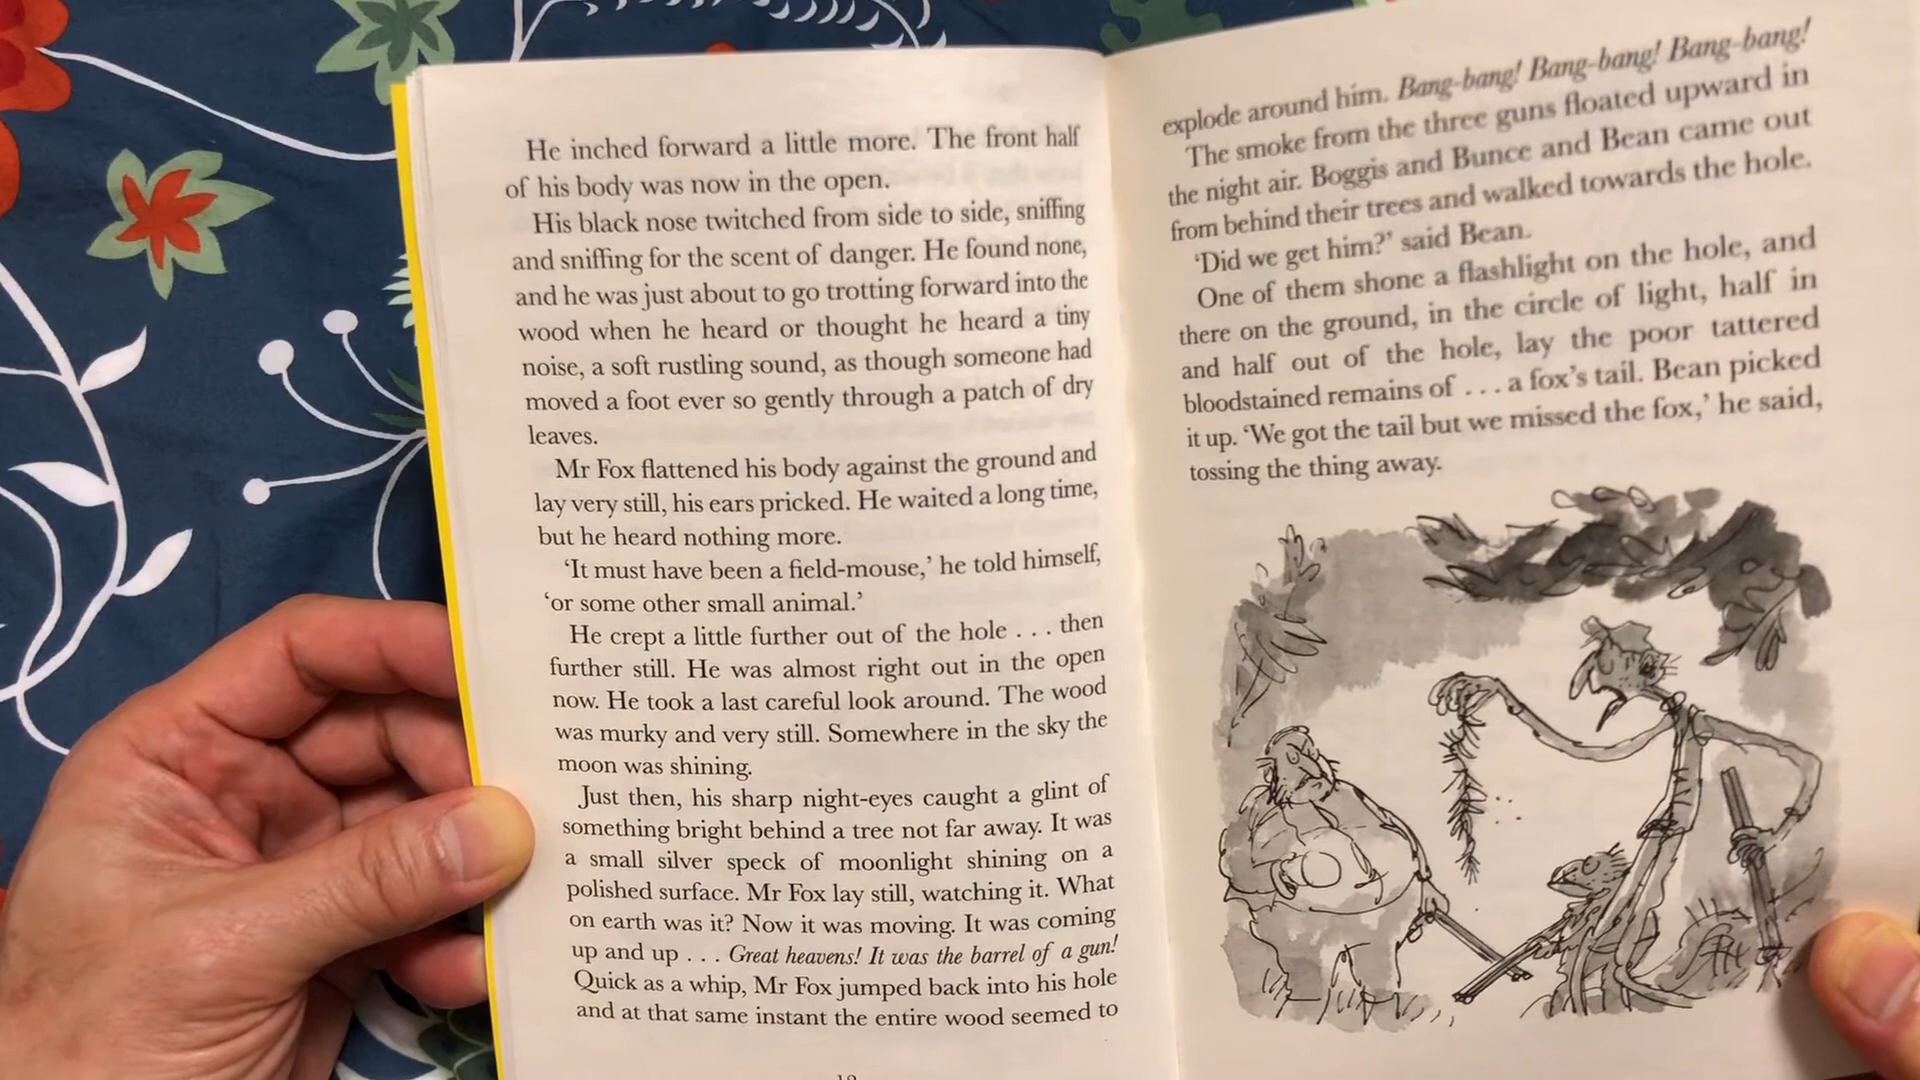 He inched forward a little more. The front half
of his body was now in the open.
His black nose twitched from side to side, sniffing
and sniffing for the scent of danger. He found none,
and he was just about to go trotting forward into the
wood when he heard or thought he heard a tiny
noise, a soft rustling sound, as though someone had
moved a foot ever so gently through a patch of dry
leaves.
Mr Fox flattened his body against the ground and
lay very still, his ears pricked. He waited a long time,
but he heard nothing more.
‘It must have been a field-mouse,’ he told himself,
‘or some other small animal.’
He crept a little further out of the hole . . . then
further still. He was almost right out in the open
now. He took a last careful look around. The wood
was murky and very still. Somewhere in the sky the
moon was shining.
Just then, his sharp night-eyes caught a glint of
something bright behind a tree not far away. It was
a small silver speck of moonlight shining on a
polished surface. Mr Fox lay still, watching it. What
on earth was it? Now it was moving. It was coming
up and up . . . Great heavens! It was the barrel of a gun!
Quick as a whip, Mr Fox jumped back into his hole
and at that same instant the entire wood seemed to
explode around him. Bang-bang! Bang-bang! Bang-bang!
The smoke from the three guns floated upward in
the night air. Boggis and Bunce and Bean came out
from behind their trees and walked towards the hole.
‘Did we get him?’ said Bean.
One of them shone a flashlight on the hole, and
there on the ground, in the circle of light, half in
and half out of the hole, lay the poor tattered
bloodstained remains of . . . a fox’s tail. Bean picked
it up. ‘We got the tail but we missed the fox,’ he said,
tossing the thing away.